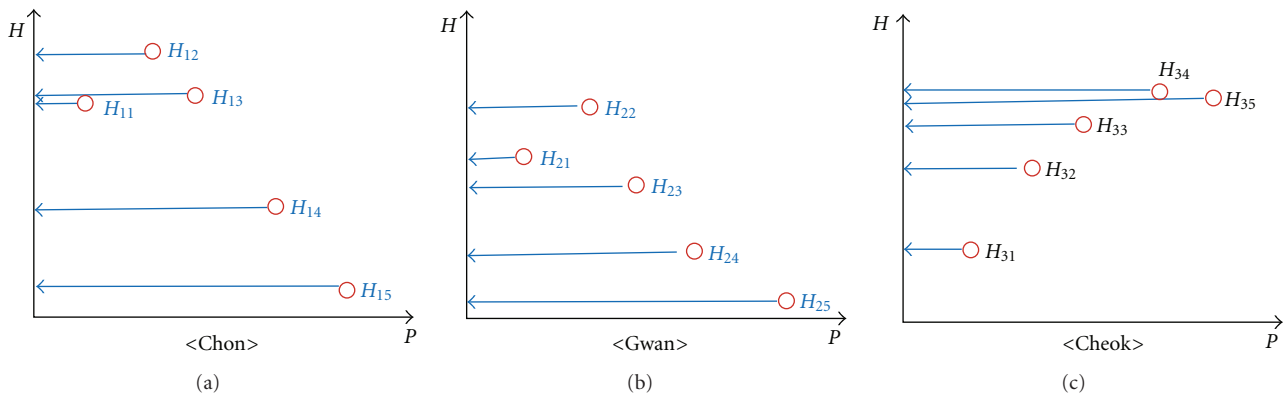 H
H₁₂
H₁₃
H₁₁
H₁₄
H₁₅
P
<Chon>
(a)
H
H₂₂
H₂₁
H₂₃
H₂₄
H₂₅
P
<Gwan>
(b)
H
H₃₄
H₃₅
H₃₃
H₃₂
H₃₁
P
<Cheok>
(c)